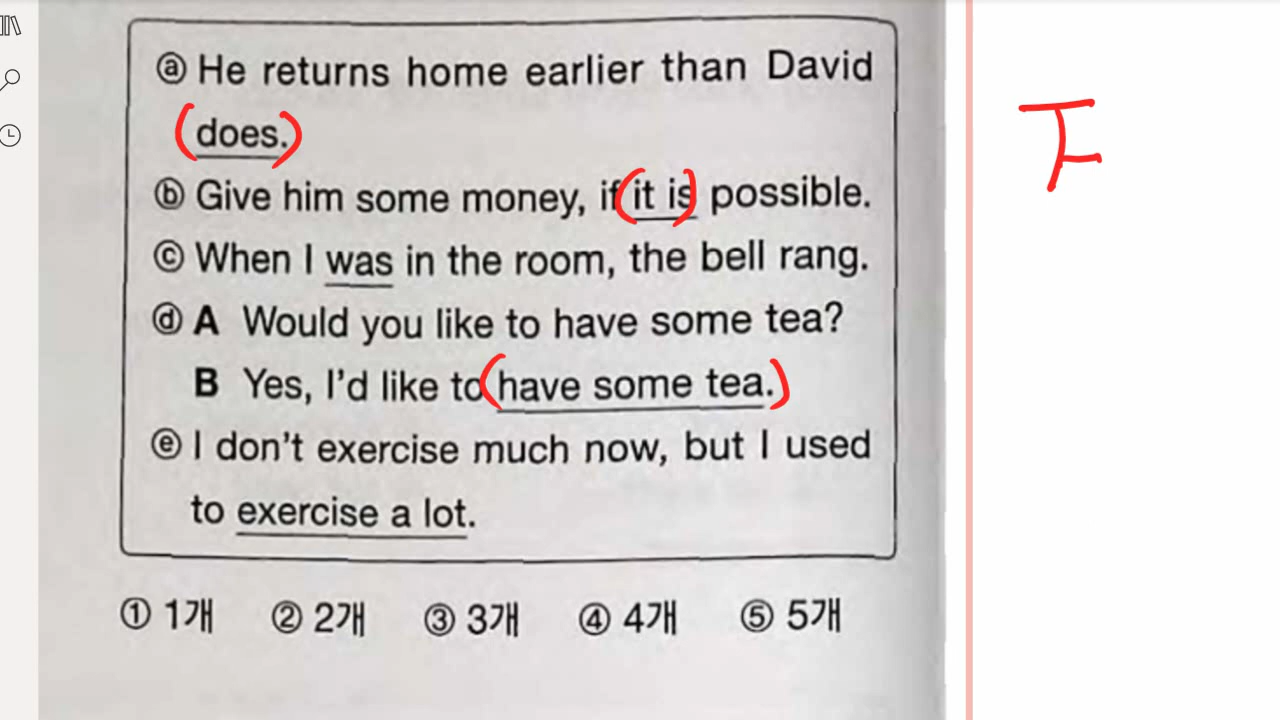 ⓐ He returns home earlier than David
(does.)
ⓑ Give him some money, if (it is) possible.
ⓒ When I was in the room, the bell rang.
ⓓ A Would you like to have some tea?
B Yes, I'd like to (have some tea.)
ⓔ I don't exercise much now, but I used
to exercise a lot.
① 1개 ② 2개 ③ 3개 ④ 4개 ⑤ 5개